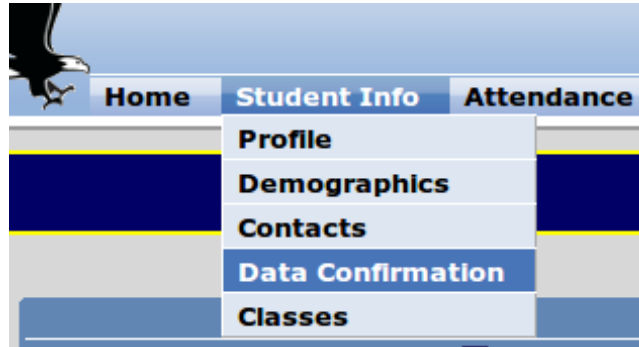 Home Student Info Attendance
Profile
Demographics
Contacts
Data Confirmation
Classes